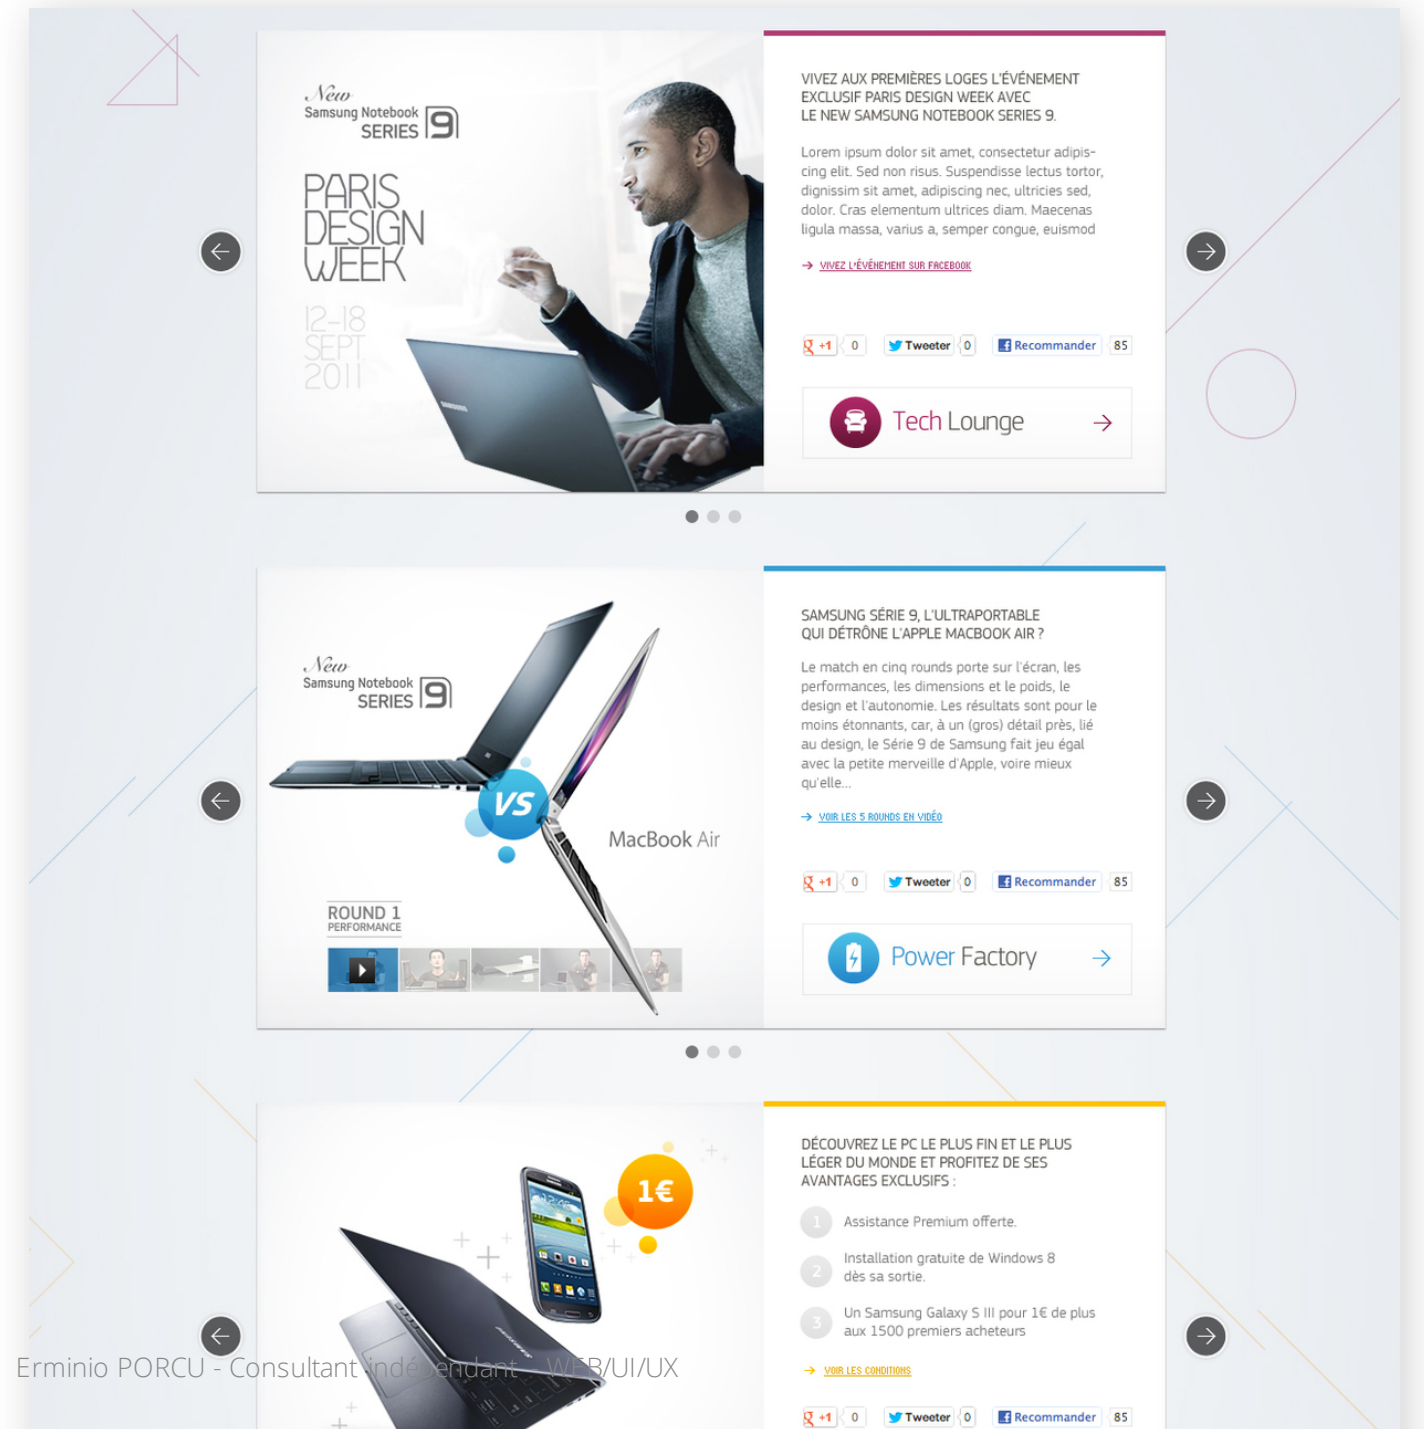 New
Samsung Notebook
SERIES 9
PARIS
DESIGN
WEEK
12-18
SEPT
2011
VIVEZ AUX PREMIÈRES LOGES L'ÉVÉNEMENT
EXCLUSIF PARIS DESIGN WEEK AVEC
LE NEW SAMSUNG NOTEBOOK SERIES 9.
Lorem ipsum dolor sit amet, consectetur adipis-
cing elit. Sed non risus. Suspendisse lectus tortor,
dignissim sit amet, adipiscing nec, ultricies sed,
dolor. Cras elementum ultrices diam. Maecenas
ligula massa, varius a, semper congue, euismod
VIVEZ L'ÉVÉNEMENT SUR FACEBOOK
g +1 0 Tweeter 0 Recommander 85
SAMSUNG
Tech Lounge
New
Samsung Notebook
SERIES 9
VS
MacBook Air
ROUND 1
PERFORMANCE
SAMSUNG SÉRIE 9, L'ULTRAPORTABLE
QUI DÉTRÔNE L'APPLE MACBOOK AIR ?
Le match en cinq rounds porte sur l'écran, les
performances, les dimensions et le poids, le
design et l'autonomie. Les résultats sont pour le
moins étonnants, car, à un (gros) détail près, lié
au design, le Série 9 de Samsung fait jeu égal
avec la petite merveille d'Apple, voire mieux
qu'elle...
VOIR LES 5 ROUNDS EN VIDÉO
g +1 0 Tweeter 0 Recommander 85
Power Factory
1€
12:45
SAMSUNG
DÉCOUVREZ LE PC LE PLUS FIN ET LE PLUS
LÉGER DU MONDE ET PROFITEZ DE SES
AVANTAGES EXCLUSIFS :
1 Assistance Premium offerte.
2 Installation gratuite de Windows 8
dès sa sortie.
3 Un Samsung Galaxy S III pour 1€ de plus
aux 1500 premiers acheteurs
VOIR LES CONDITIONS
g +1 0 Tweeter 0 Recommander 85
Erminio PORCU - Consultant indépendant - WEB/UI/UX